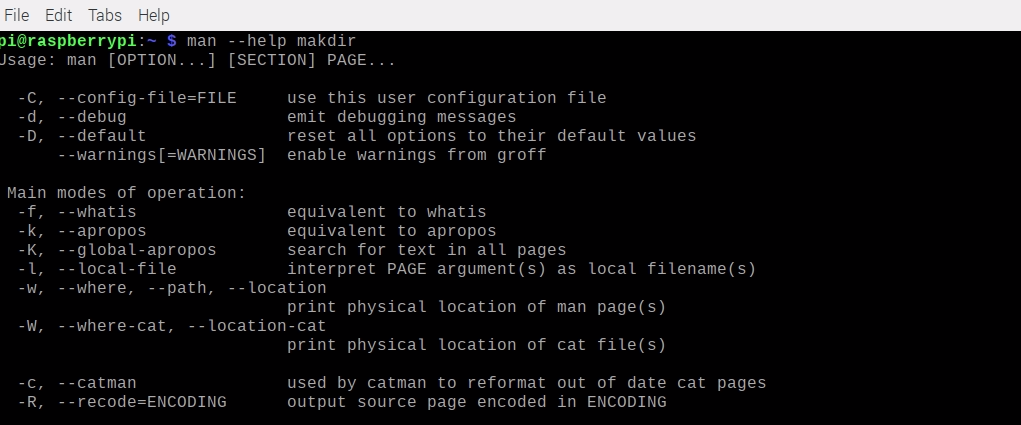 File Edit Tabs Help
pi@raspberrypi:~ $ man --help makdir
Usage: man [OPTION...] [SECTION] PAGE...
-C, --config-file=FILE use this user configuration file
-d, --debug emit debugging messages
-D, --default reset all options to their default values
--warnings[=WARNINGS] enable warnings from groff
Main modes of operation:
-f, --whatis equivalent to whatis
-k, --apropos equivalent to apropos
-K, --global-apropos search for text in all pages
-l, --local-file interpret PAGE argument(s) as local filename(s)
-w, --where, --path, --location
print physical location of man page(s)
-W, --where-cat, --location-cat
print physical location of cat file(s)
-c, --catman used by catman to reformat out of date cat pages
-R, --recode=ENCODING output source page encoded in ENCODING